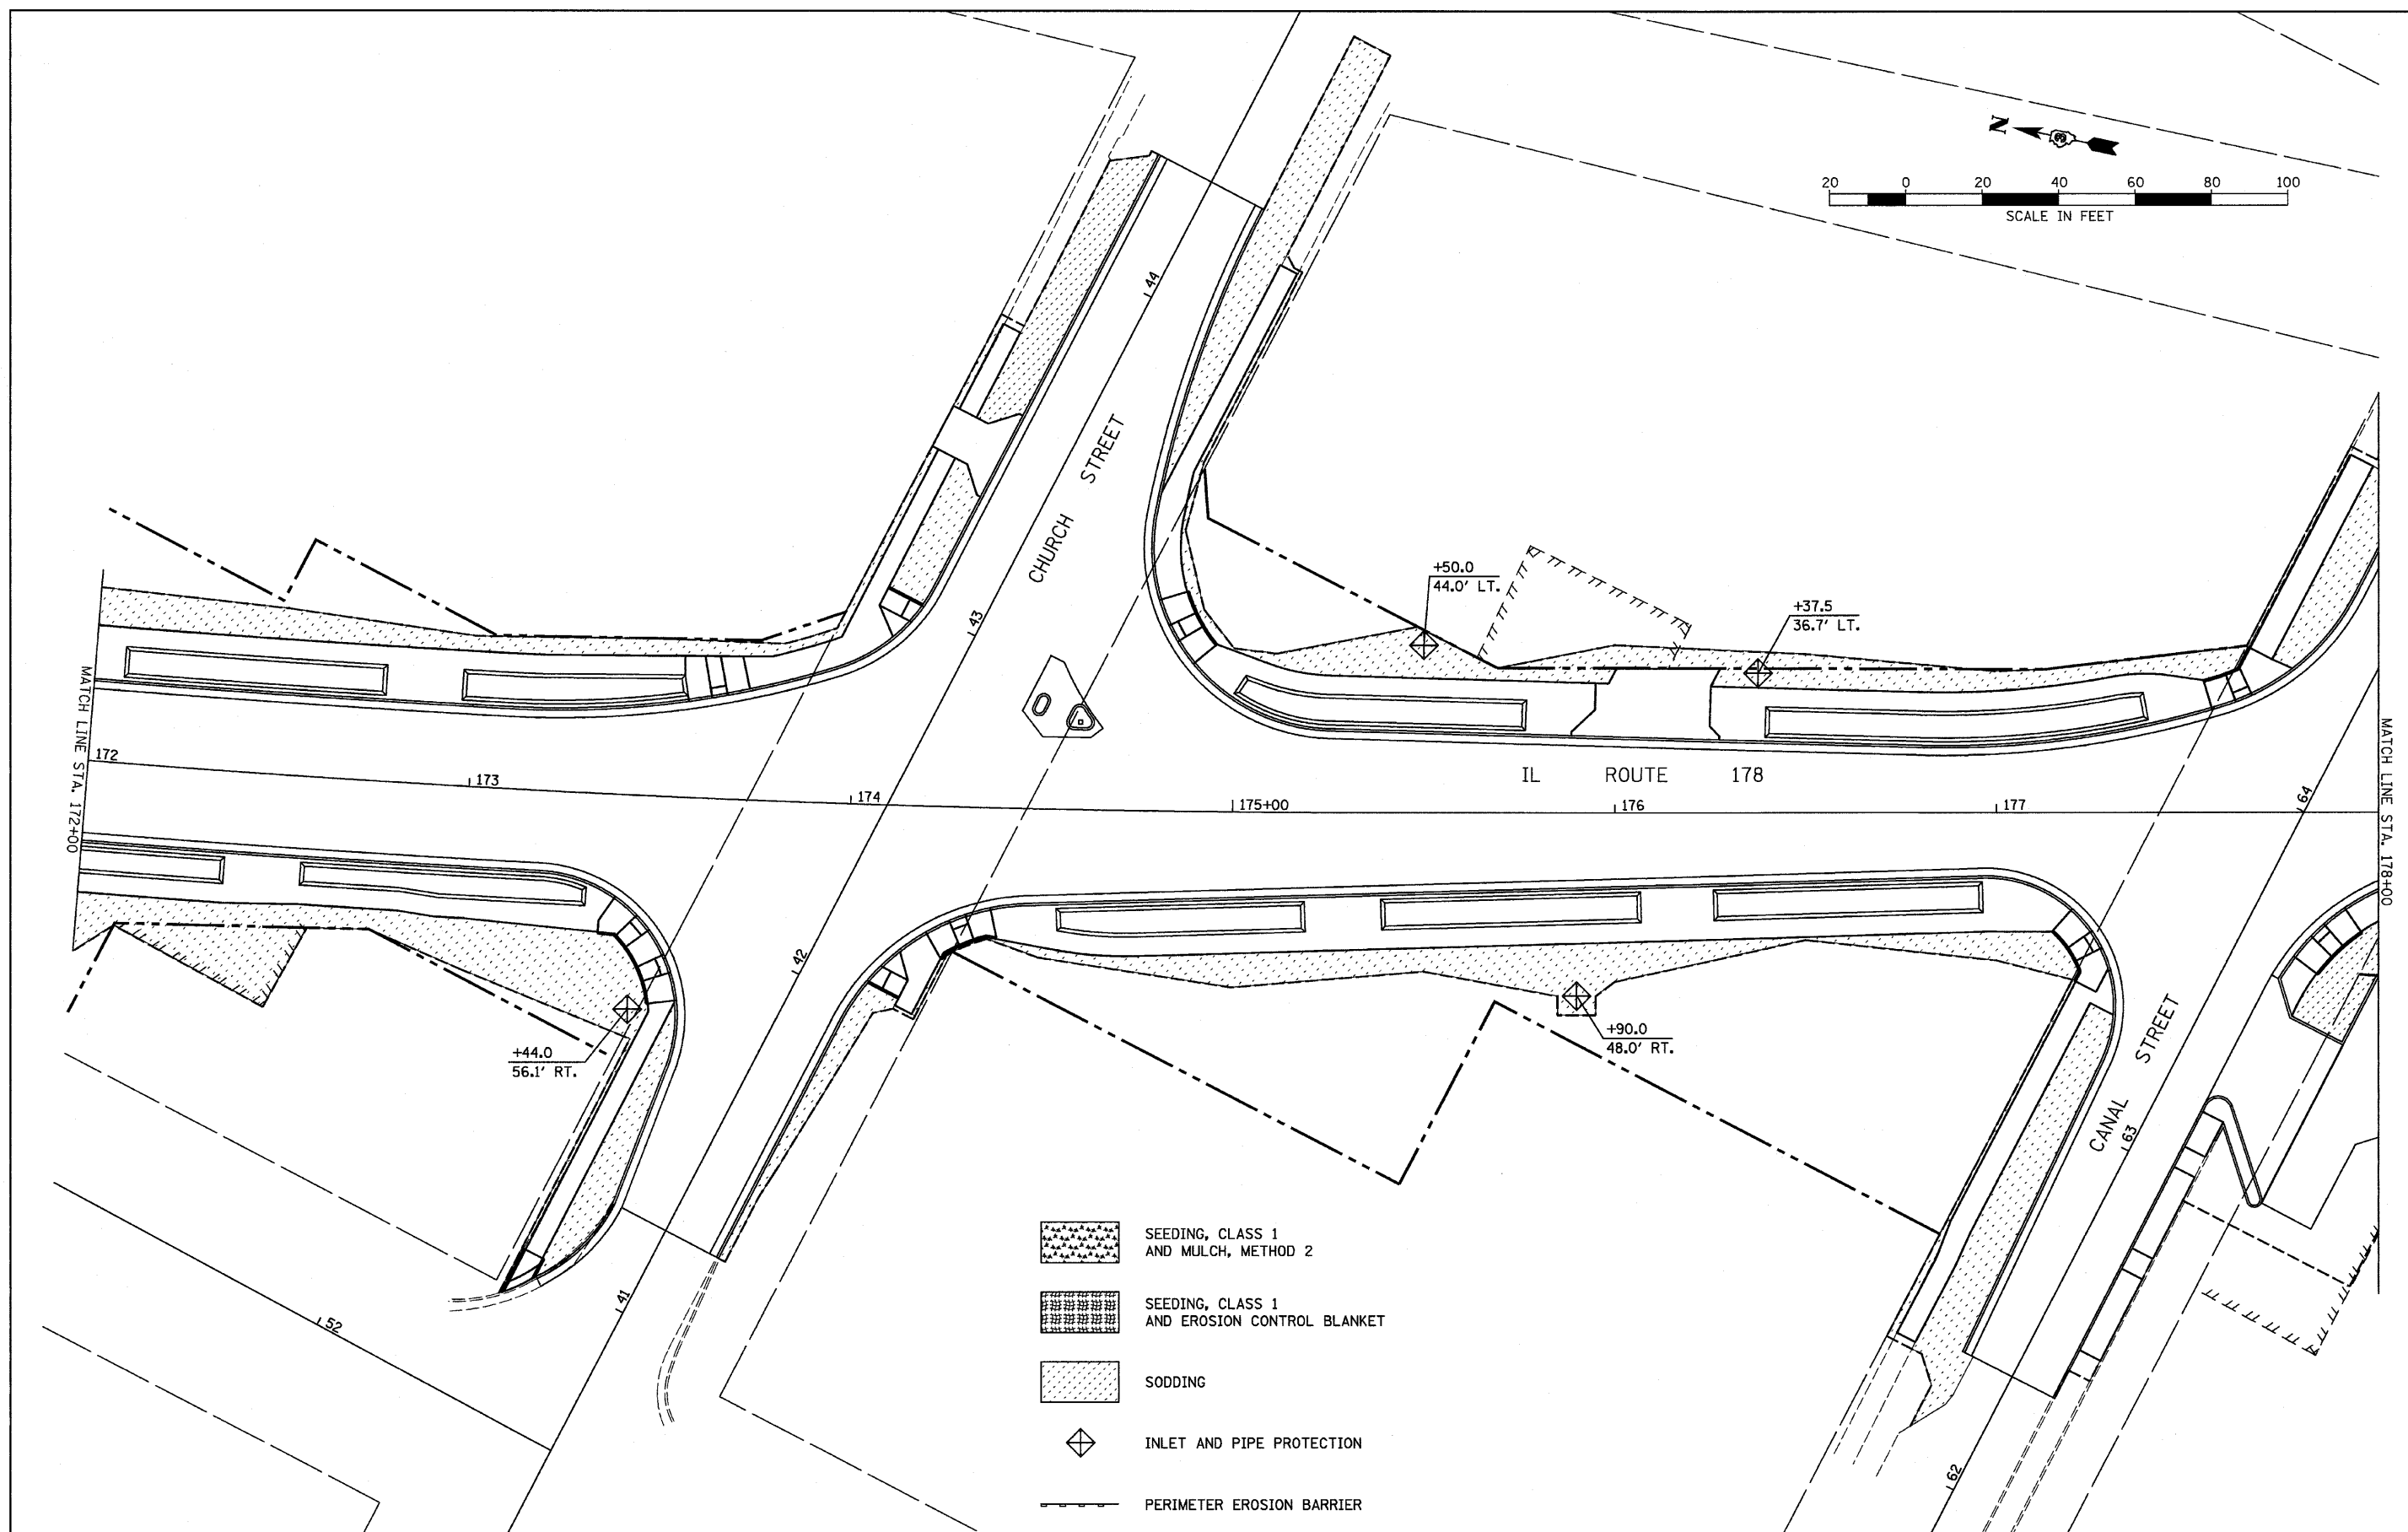 N
20 0 20 40 60 80 100
SCALE IN FEET
44
CHURCH STREET
43
+50.0
44.0' LT.
+37.5
36.7' LT.
MATCH LINE STA. 172+00
172
173
174
175+00
176
177
IL ROUTE 178
64
MATCH LINE STA. 178+00
42
+44.0
56.1' RT.
+90.0
48.0' RT.
CANAL STREET
63
41
52
62
SEEDING, CLASS 1
AND MULCH, METHOD 2
SEEDING, CLASS 1
AND EROSION CONTROL BLANKET
SODDING
INLET AND PIPE PROTECTION
PERIMETER EROSION BARRIER